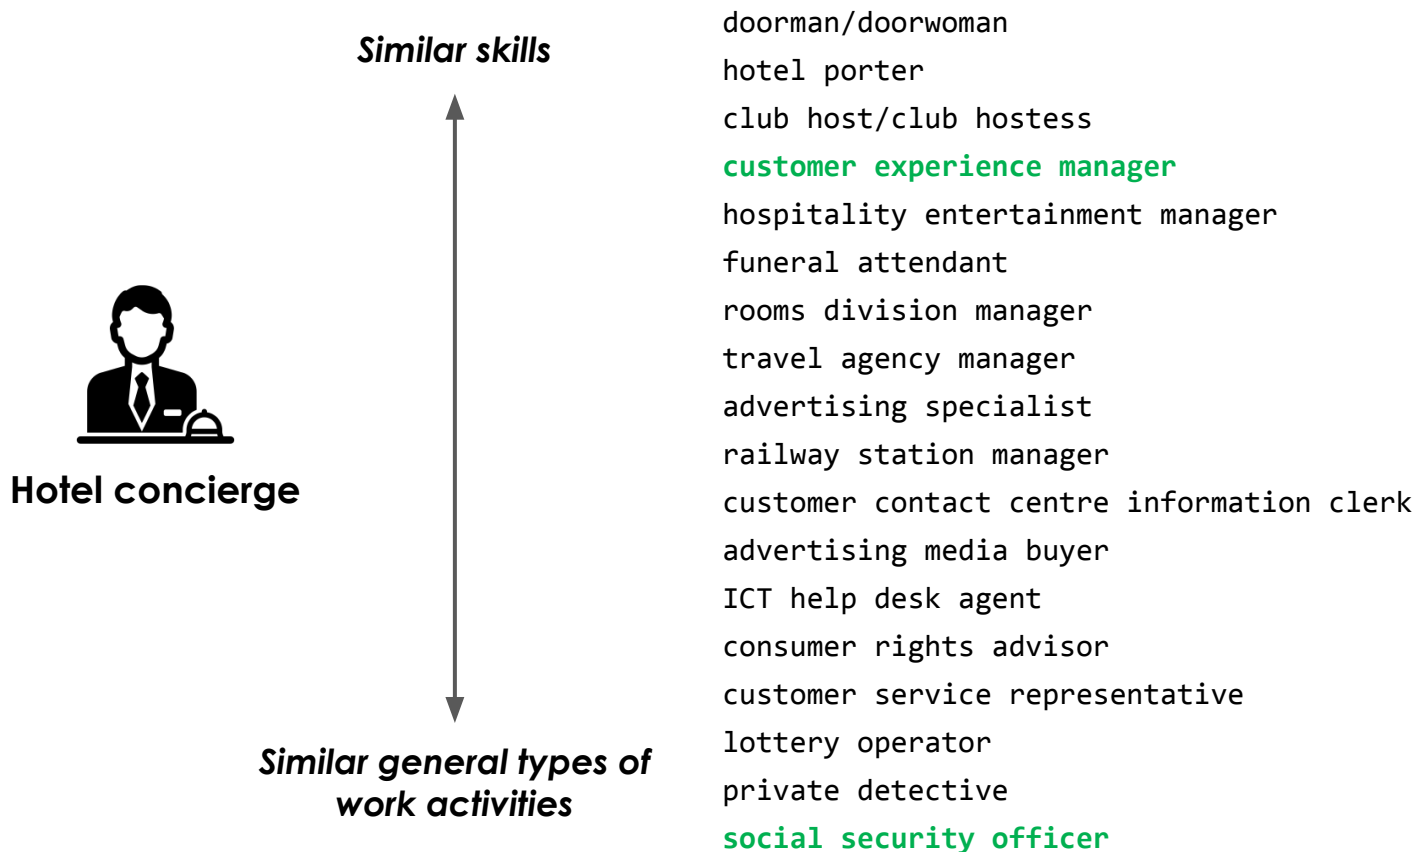 Similar skills
Hotel concierge
Similar general types of
work activities
doorman/doorwoman
hotel porter
club host/club hostess
customer experience manager
hospitality entertainment manager
funeral attendant
rooms division manager
travel agency manager
advertising specialist
railway station manager
customer contact centre information clerk
advertising media buyer
ICT help desk agent
consumer rights advisor
customer service representative
lottery operator
private detective
social security officer